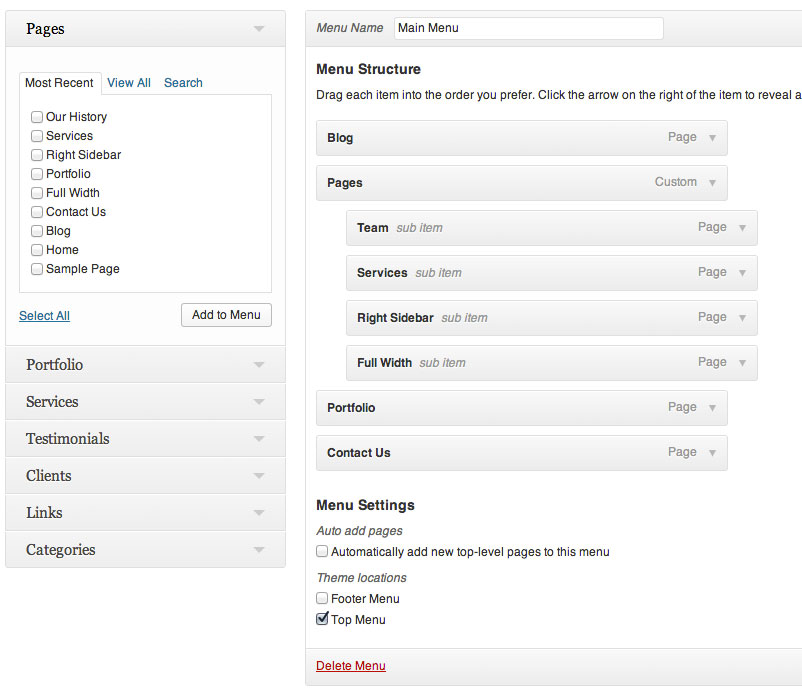 Pages
Most Recent View All Search
Our History
Services
Right Sidebar
Portfolio
Full Width
Contact Us
Blog
Home
Sample Page
Select All Add to Menu
Portfolio
Services
Testimonials
Clients
Links
Categories
Menu Name Main Menu
Menu Structure
Drag each item into the order you prefer. Click the arrow on the right of the item to reveal a
Blog Page
Pages Custom
Team sub item Page
Services sub item Page
Right Sidebar sub item Page
Full Width sub item Page
Portfolio Page
Contact Us Page
Menu Settings
Auto add pages
Automatically add new top-level pages to this menu
Theme locations
Footer Menu
Top Menu
Delete Menu